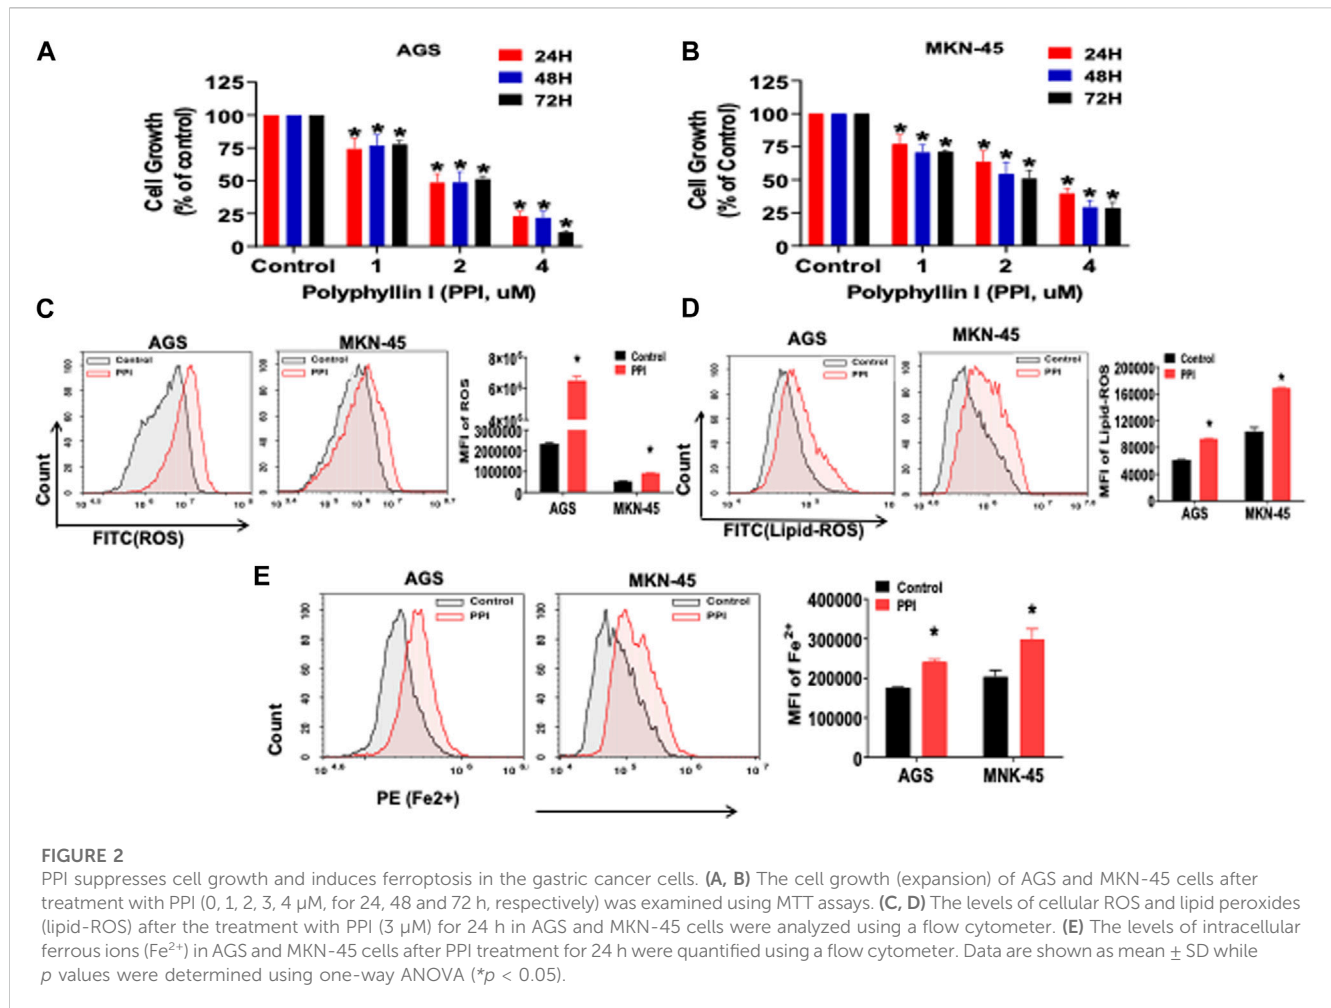 A
AGS
24H
48H
72H
125
100
75
50
25
0
Cell Growth
(% of control)
* * *
* * *
* * *
Control 1 2 4
Polyphyllin I (PPI, uM)
B
MKN-45
24H
48H
72H
125
100
75
50
25
0
Cell Growth
(% of Control)
* * *
* * *
* * *
Control 1 2 4
Polyphyllin I (PPI, uM)
C
AGS
Control
PPI
MKN-45
Control
PPI
Count
FITC(ROS)
Control
PPI
MFI of ROS
3000000
2000000
1000000
0
*
*
AGS MKN-45
D
AGS
Control
PPI
MKN-45
Control
PPI
Count
FITC(Lipid-ROS)
Control
PPI
MFI of Lipid-ROS
200000
160000
120000
80000
40000
0
*
*
AGS MKN-45
E
AGS
Control
PPI
MKN-45
Control
PPI
0 20 40 60 80 100
Count
PE (Fe2+)
Control
PPI
MFI of Fe²⁺
400000
300000
200000
100000
0
*
*
AGS MNK-45
FIGURE 2
PPI suppresses cell growth and induces ferroptosis in the gastric cancer cells. (A, B) The cell growth (expansion) of AGS and MKN-45 cells after
treatment with PPI (0, 1, 2, 3, 4 µM, for 24, 48 and 72 h, respectively) was examined using MTT assays. (C, D) The levels of cellular ROS and lipid peroxides
(lipid-ROS) after the treatment with PPI (3 µM) for 24 h in AGS and MKN-45 cells were analyzed using a flow cytometer. (E) The levels of intracellular
ferrous ions (Fe²⁺) in AGS and MKN-45 cells after PPI treatment for 24 h were quantified using a flow cytometer. Data are shown as mean ± SD while
p values were determined using one-way ANOVA (*p < 0.05).